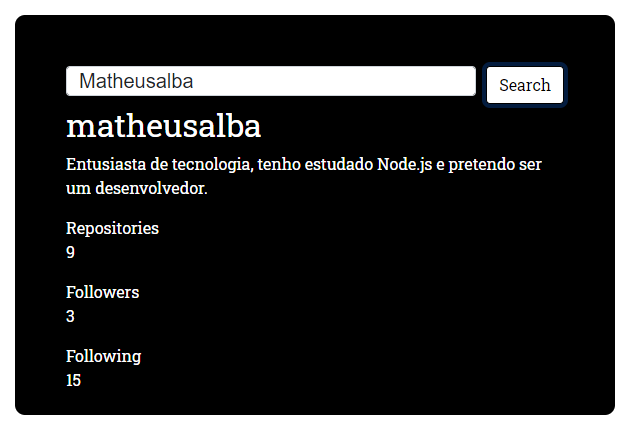 Matheusalba
Search
matheusalba
Entusiasta de tecnologia, tenho estudado Node.js e pretendo ser
um desenvolvedor.
Repositories
9
Followers
3
Following
15